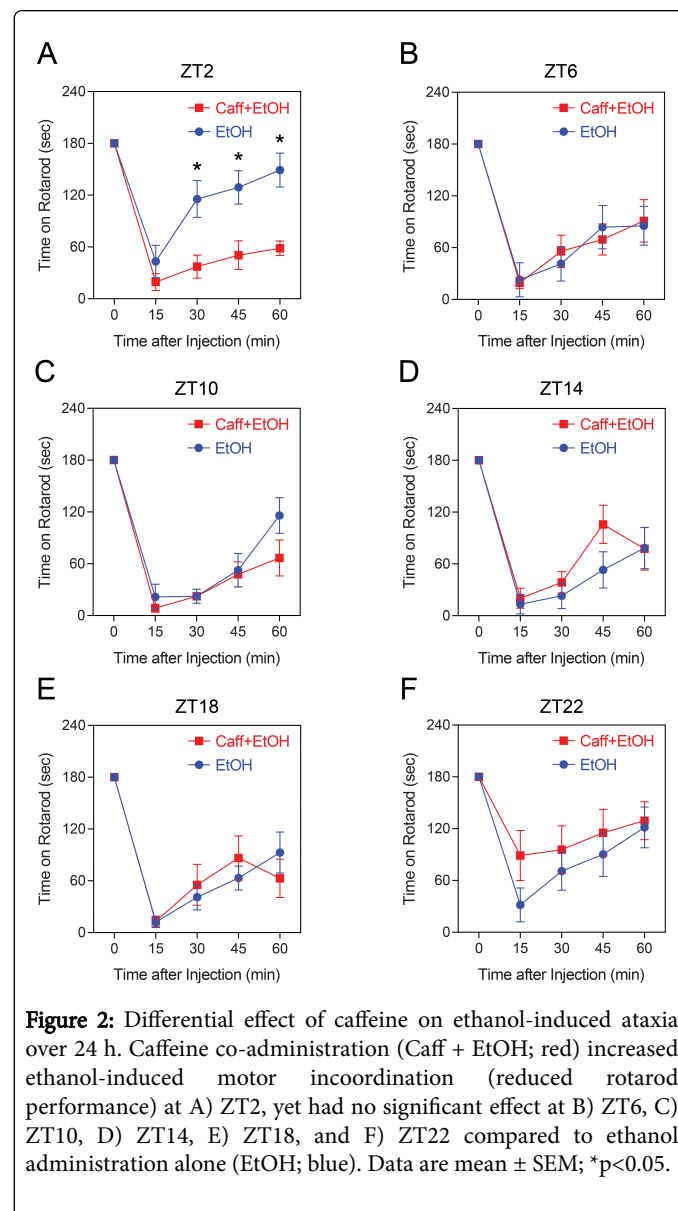 A
ZT2
Time on Rotarod (sec)
240
180
120
60
0
Caff+EtOH
EtOH
* * *
0 15 30 45 60
Time after Injection (min)
B
ZT6
Time on Rotarod (sec)
240
180
120
60
0
Caff+EtOH
EtOH
0 15 30 45 60
Time after Injection (min)
C
ZT10
Time on Rotarod (sec)
240
180
120
60
0
Caff+EtOH
EtOH
0 15 30 45 60
Time after Injection (min)
D
ZT14
Time on Rotarod (sec)
240
180
120
60
0
Caff+EtOH
EtOH
0 15 30 45 60
Time after Injection (min)
E
ZT18
Time on Rotarod (sec)
240
180
120
60
0
Caff+EtOH
EtOH
0 15 30 45 60
Time after Injection (min)
F
ZT22
Time on Rotarod (sec)
240
180
120
60
0
Caff+EtOH
EtOH
0 15 30 45 60
Time after Injection (min)
Figure 2: Differential effect of caffeine on ethanol-induced ataxia
over 24 h. Caffeine co-administration (Caff + EtOH; red) increased
ethanol-induced motor incoordination (reduced rotarod
performance) at A) ZT2, yet had no significant effect at B) ZT6, C)
ZT10, D) ZT14, E) ZT18, and F) ZT22 compared to ethanol
administration alone (EtOH; blue). Data are mean ± SEM; *p<0.05.